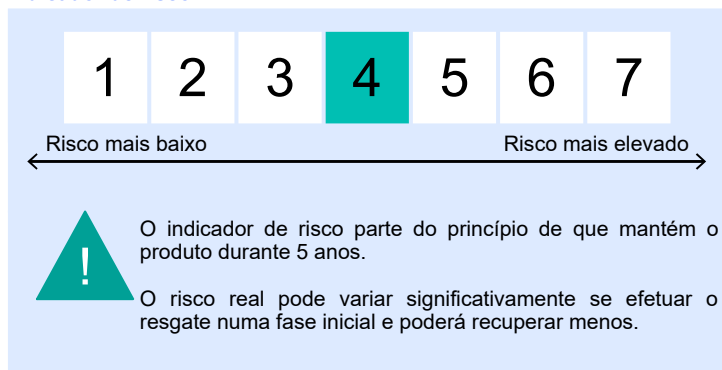 1 2 3 4 5 6 7
Risco mais baixo Risco mais elevado
!
O indicador de risco parte do princípio de que mantém o
produto durante 5 anos.
O risco real pode variar significativamente se efetuar o
resgate numa fase inicial e poderá recuperar menos.